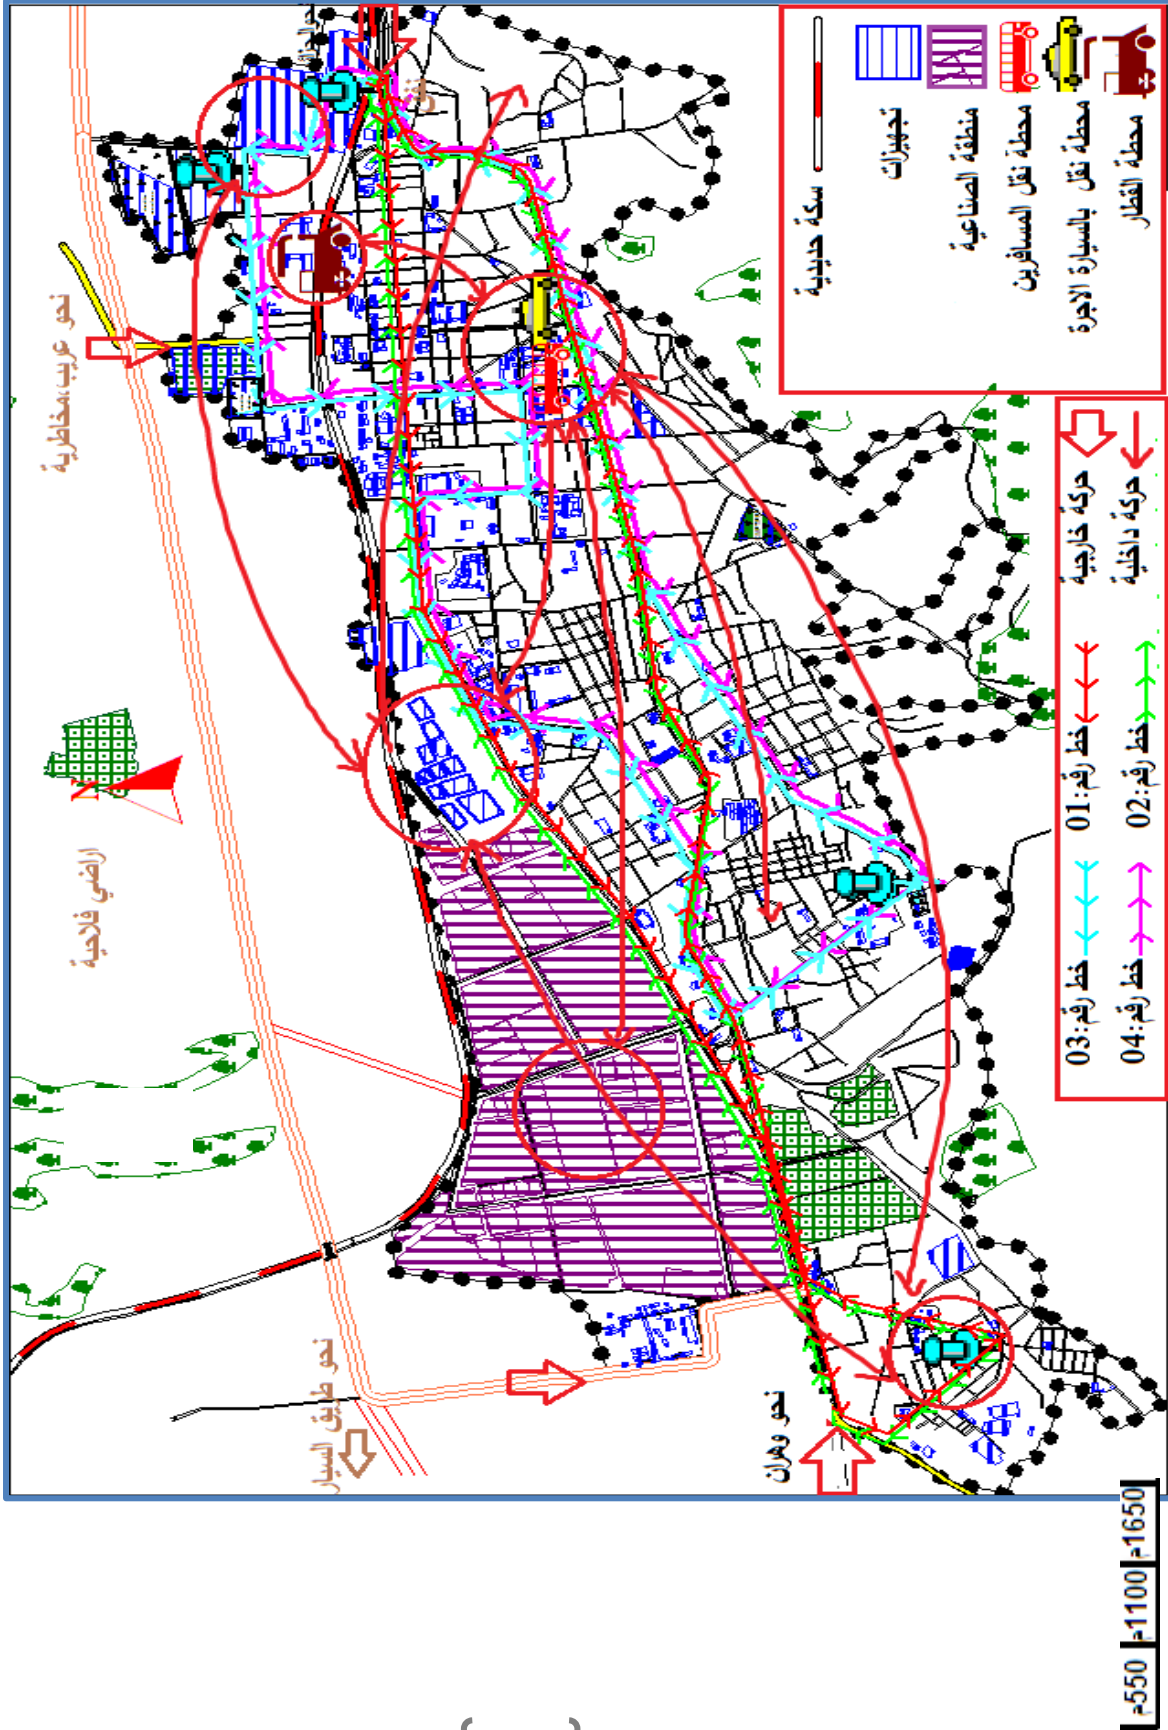 محطة القطار
محطة نقل بالسيارة الاجرة
محطة نقل المسافرين
منطقة الصناعية
تجهيزات
سكة حديدية
حركة خارجية
حركة داخلية
خط رقم:01
خط رقم:02
خط رقم:03
خط رقم:04
نحو غريب،مخاطرية
اراضي فلاحية
N
نحو طريق السيار
نحو وهران
550م
1100م
1650م